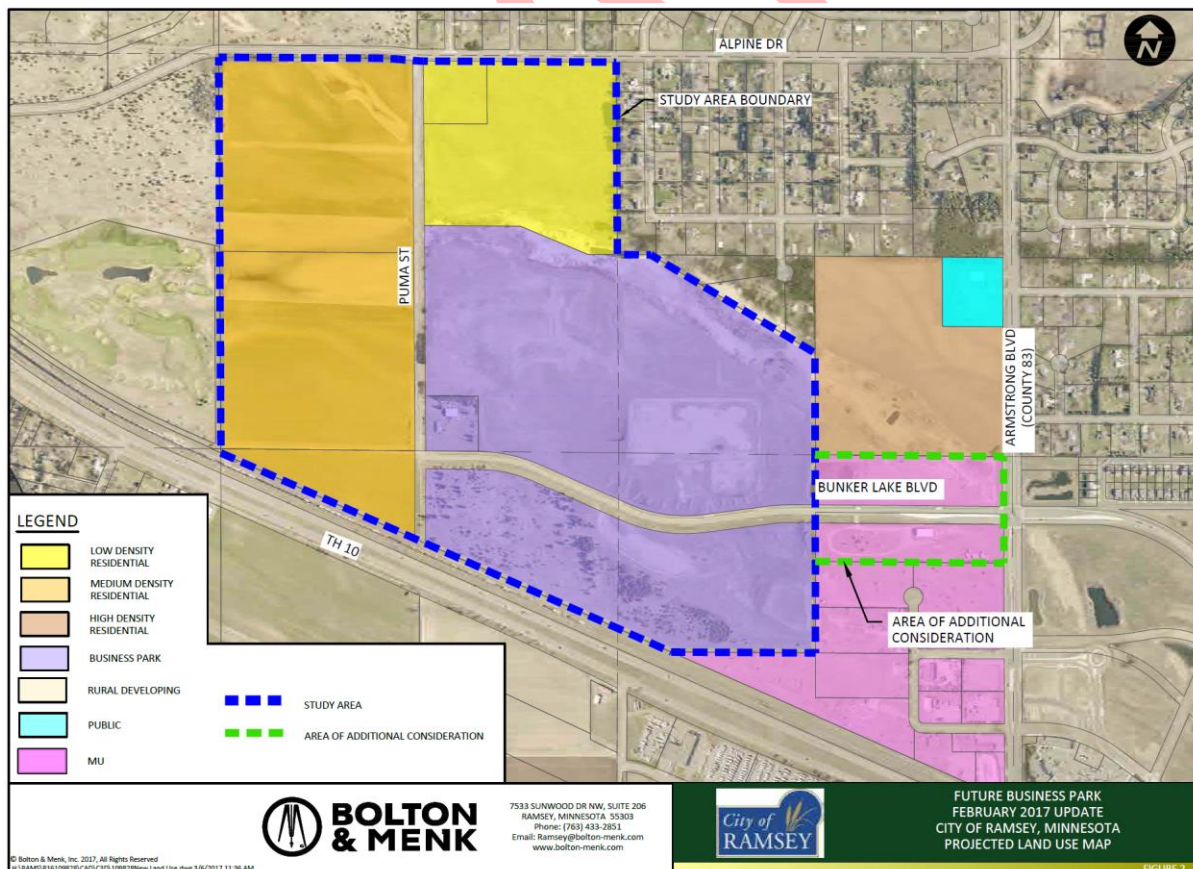 ALPINE DR
N
STUDY AREA BOUNDARY
PUMA ST
ARMSTRONG BLVD
(COUNTY 83)
BUNKER LAKE BLVD
TH 10
AREA OF ADDITIONAL
CONSIDERATION
LEGEND
LOW DENSITY
RESIDENTIAL
MEDIUM DENSITY
RESIDENTIAL
HIGH DENSITY
RESIDENTIAL
BUSINESS PARK
RURAL DEVELOPING
PUBLIC
MU
STUDY AREA
AREA OF ADDITIONAL CONSIDERATION
BOLTON
& MENK
7533 SUNWOOD DR NW, SUITE 206
RAMSEY, MINNESOTA 55303
Phone: (763) 433-2851
Email: Ramsey@bolton-menk.com
www.bolton-menk.com
City of
RAMSEY
FUTURE BUSINESS PARK
FEBRUARY 2017 UPDATE
CITY OF RAMSEY, MINNESOTA
PROJECTED LAND USE MAP
© Bolton & Menk, Inc. 2017, All Rights Reserved
FIGURE 2